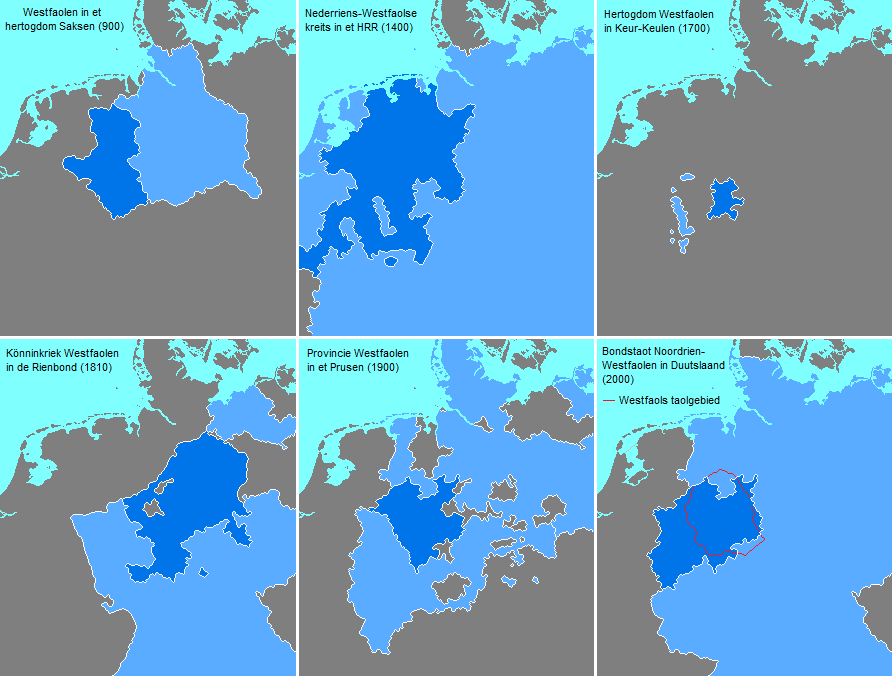 Westfaolen in et
hertogdom Saksen (900)
Nederriens-Westfaolse
kreits in et HRR (1400)
Hertogdom Westfaolen
in Keur-Keulen (1700)
Könninkriek Westfaolen
in de Rienbond (1810)
Provincie Westfaolen
in et Prusen (1900)
Bondstaot Noordrien-
Westfaolen in Duutslaand
(2000)
Westfaols taolgebied